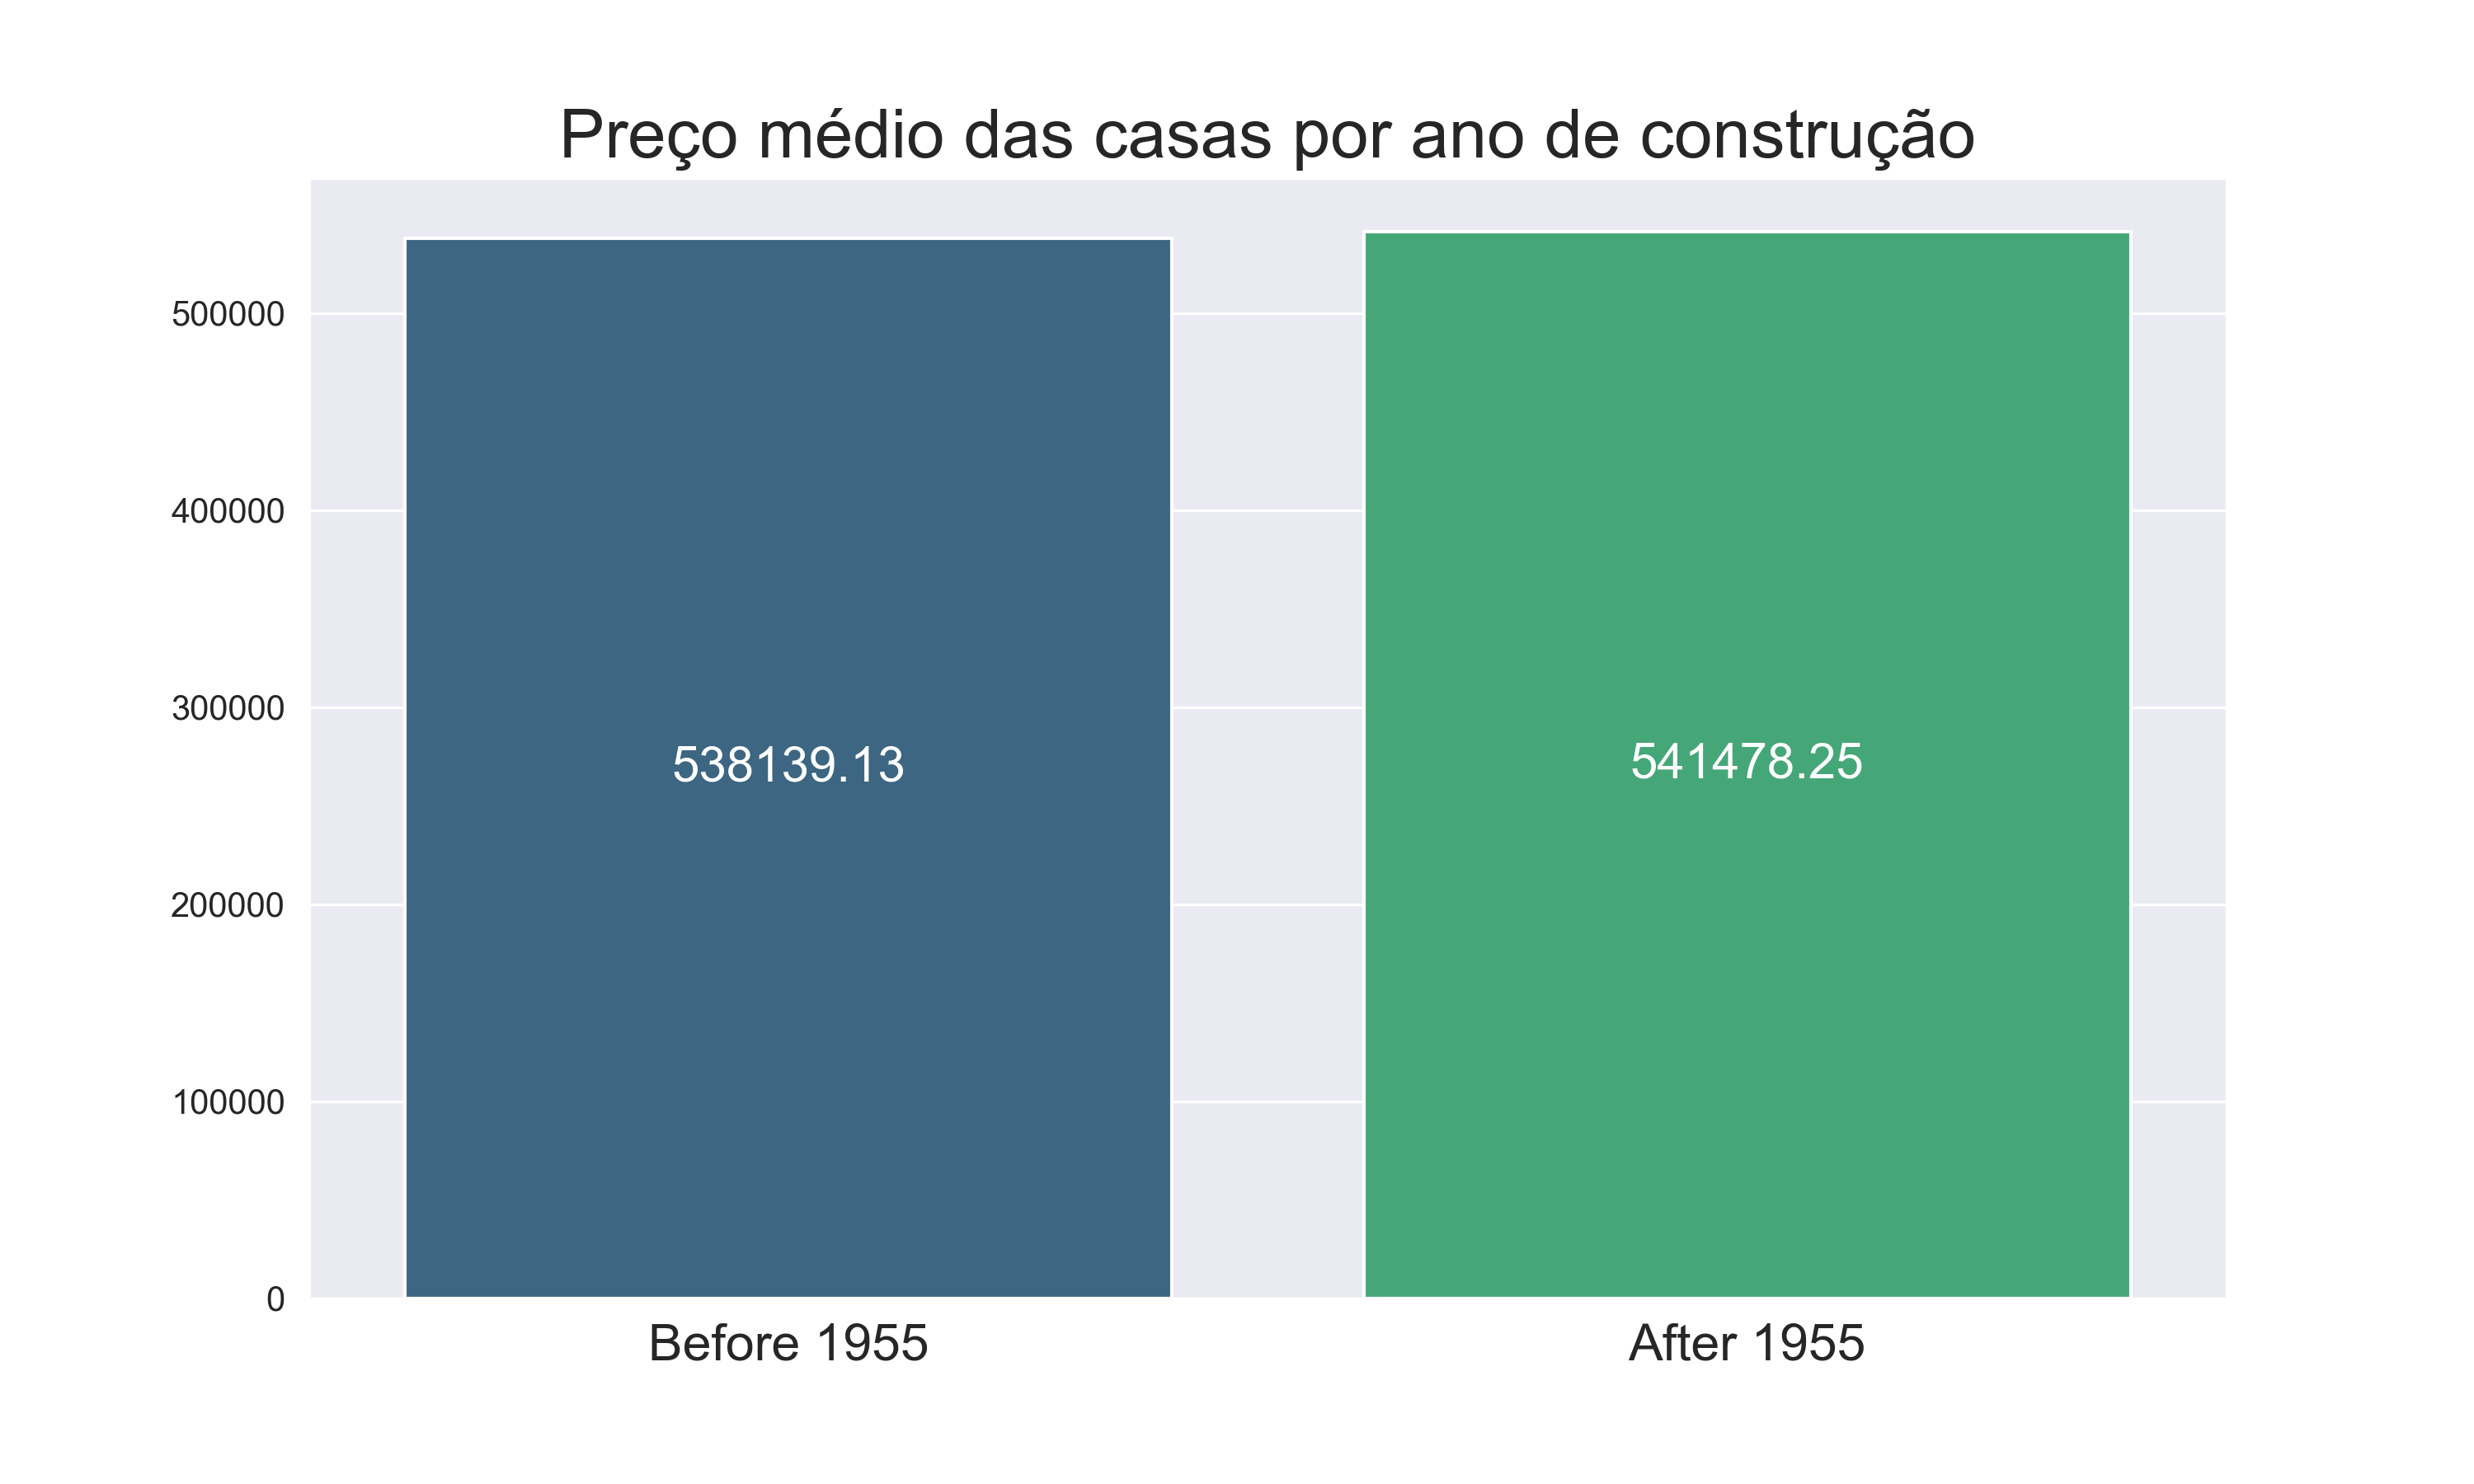 Preço médio das casas por ano de construção
500000
400000
300000
200000
100000
0
538139.13
541478.25
Before 1955
After 1955